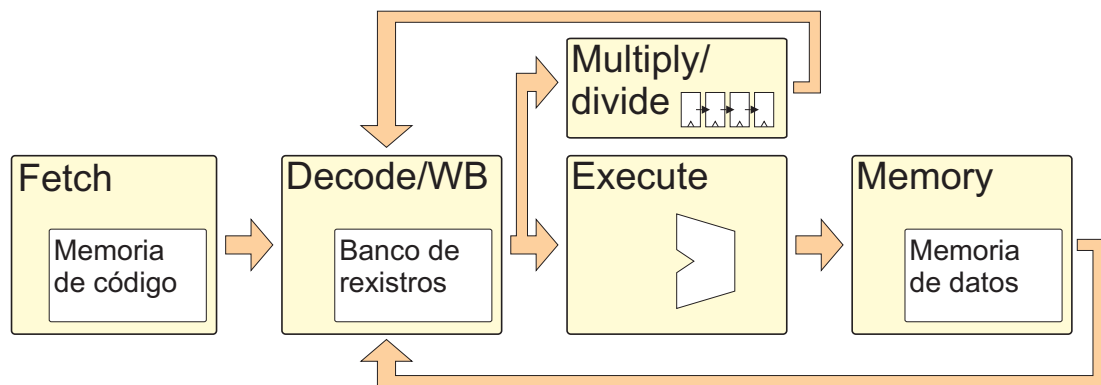 Multiply/
divide
Fetch
Decode/WB
Execute
Memory
Memoria
de código
Banco de
rexistros
Memoria
de datos